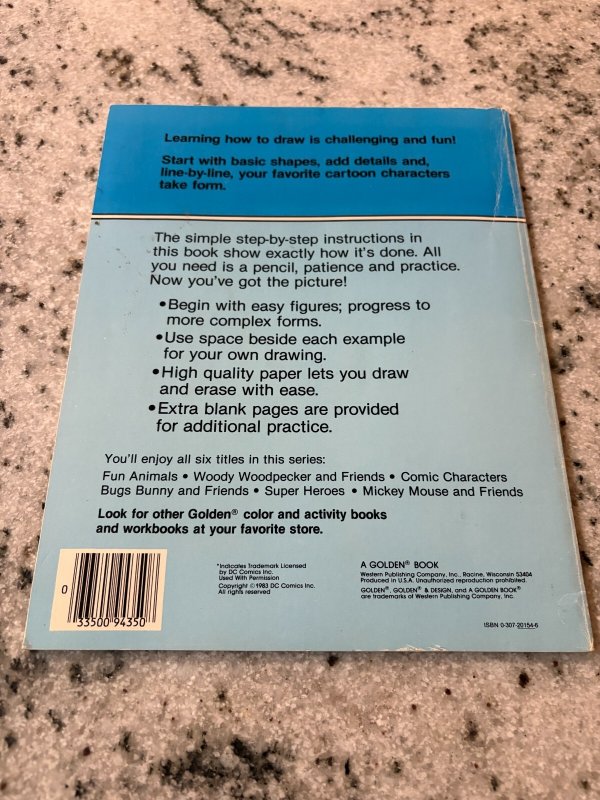 Learning how to draw is challenging and fun!
Start with basic shapes, add details and,
line-by-line, your favorite cartoon characters
take form.
The simple step-by-step instructions in
this book show exactly how it's done. All
you need is a pencil, patience and practice.
Now you've got the picture!
• Begin with easy figures; progress to
more complex forms.
• Use space beside each example
for your own drawing.
• High quality paper lets you draw
and erase with ease.
• Extra blank pages are provided
for additional practice.
You'll enjoy all six titles in this series:
Fun Animals • Woody Woodpecker and Friends • Comic Characters
Bugs Bunny and Friends • Super Heroes • Mickey Mouse and Friends
Look for other Golden® color and activity books
and workbooks at your favorite store.
*Indicates Trademark Licensed
by DC Comics Inc.
Used With Permission
Copyright © 1983 DC Comics Inc.
All rights reserved
A GOLDEN® BOOK
Western Publishing Company, Inc., Racine, Wisconsin 53404
Produced in U.S.A. Unauthorized reproduction prohibited.
GOLDEN®, GOLDEN® & DESIGN, and A GOLDEN BOOK®
are trademarks of Western Publishing Company, Inc.
0 33500 94350
ISBN 0-307-20154-6